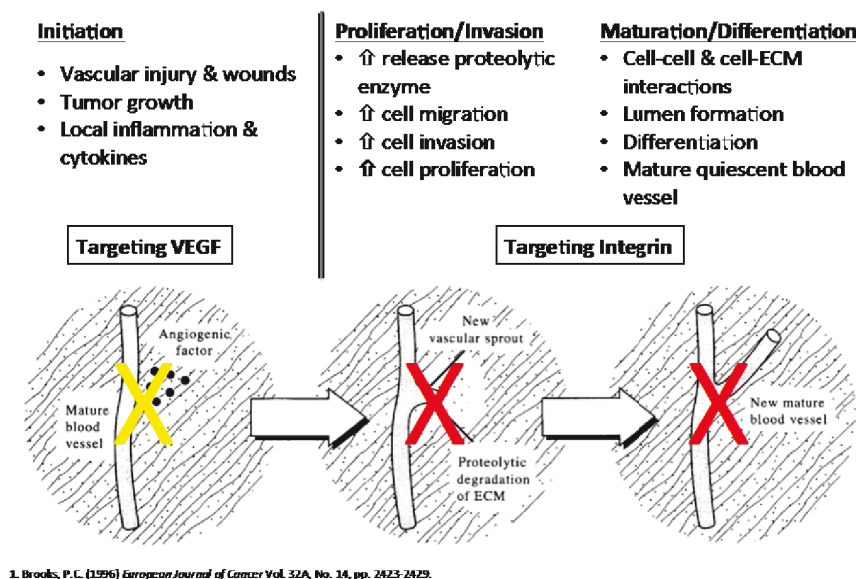 Initiation
• Vascular injury & wounds
• Tumor growth
• Local inflammation &
cytokines
Proliferation/Invasion
• ⇧ release proteolytic
enzyme
• ⇧ cell migration
• ⇧ cell invasion
• ⇧ cell proliferation
Maturation/Differentiation
• Cell-cell & cell-ECM
interactions
• Lumen formation
• Differentiation
• Mature quiescent blood
vessel
Targeting VEGF
Targeting Integrin
Angiogenic
factor
Mature
blood
vessel
X
New
vascular sprout
X
Proteolytic
degradation
of ECM
X
New mature
blood vessel
1. Brooks, P.C. (1996) European Journal of Cancer Vol. 32A, No. 14, pp. 2423-2429.